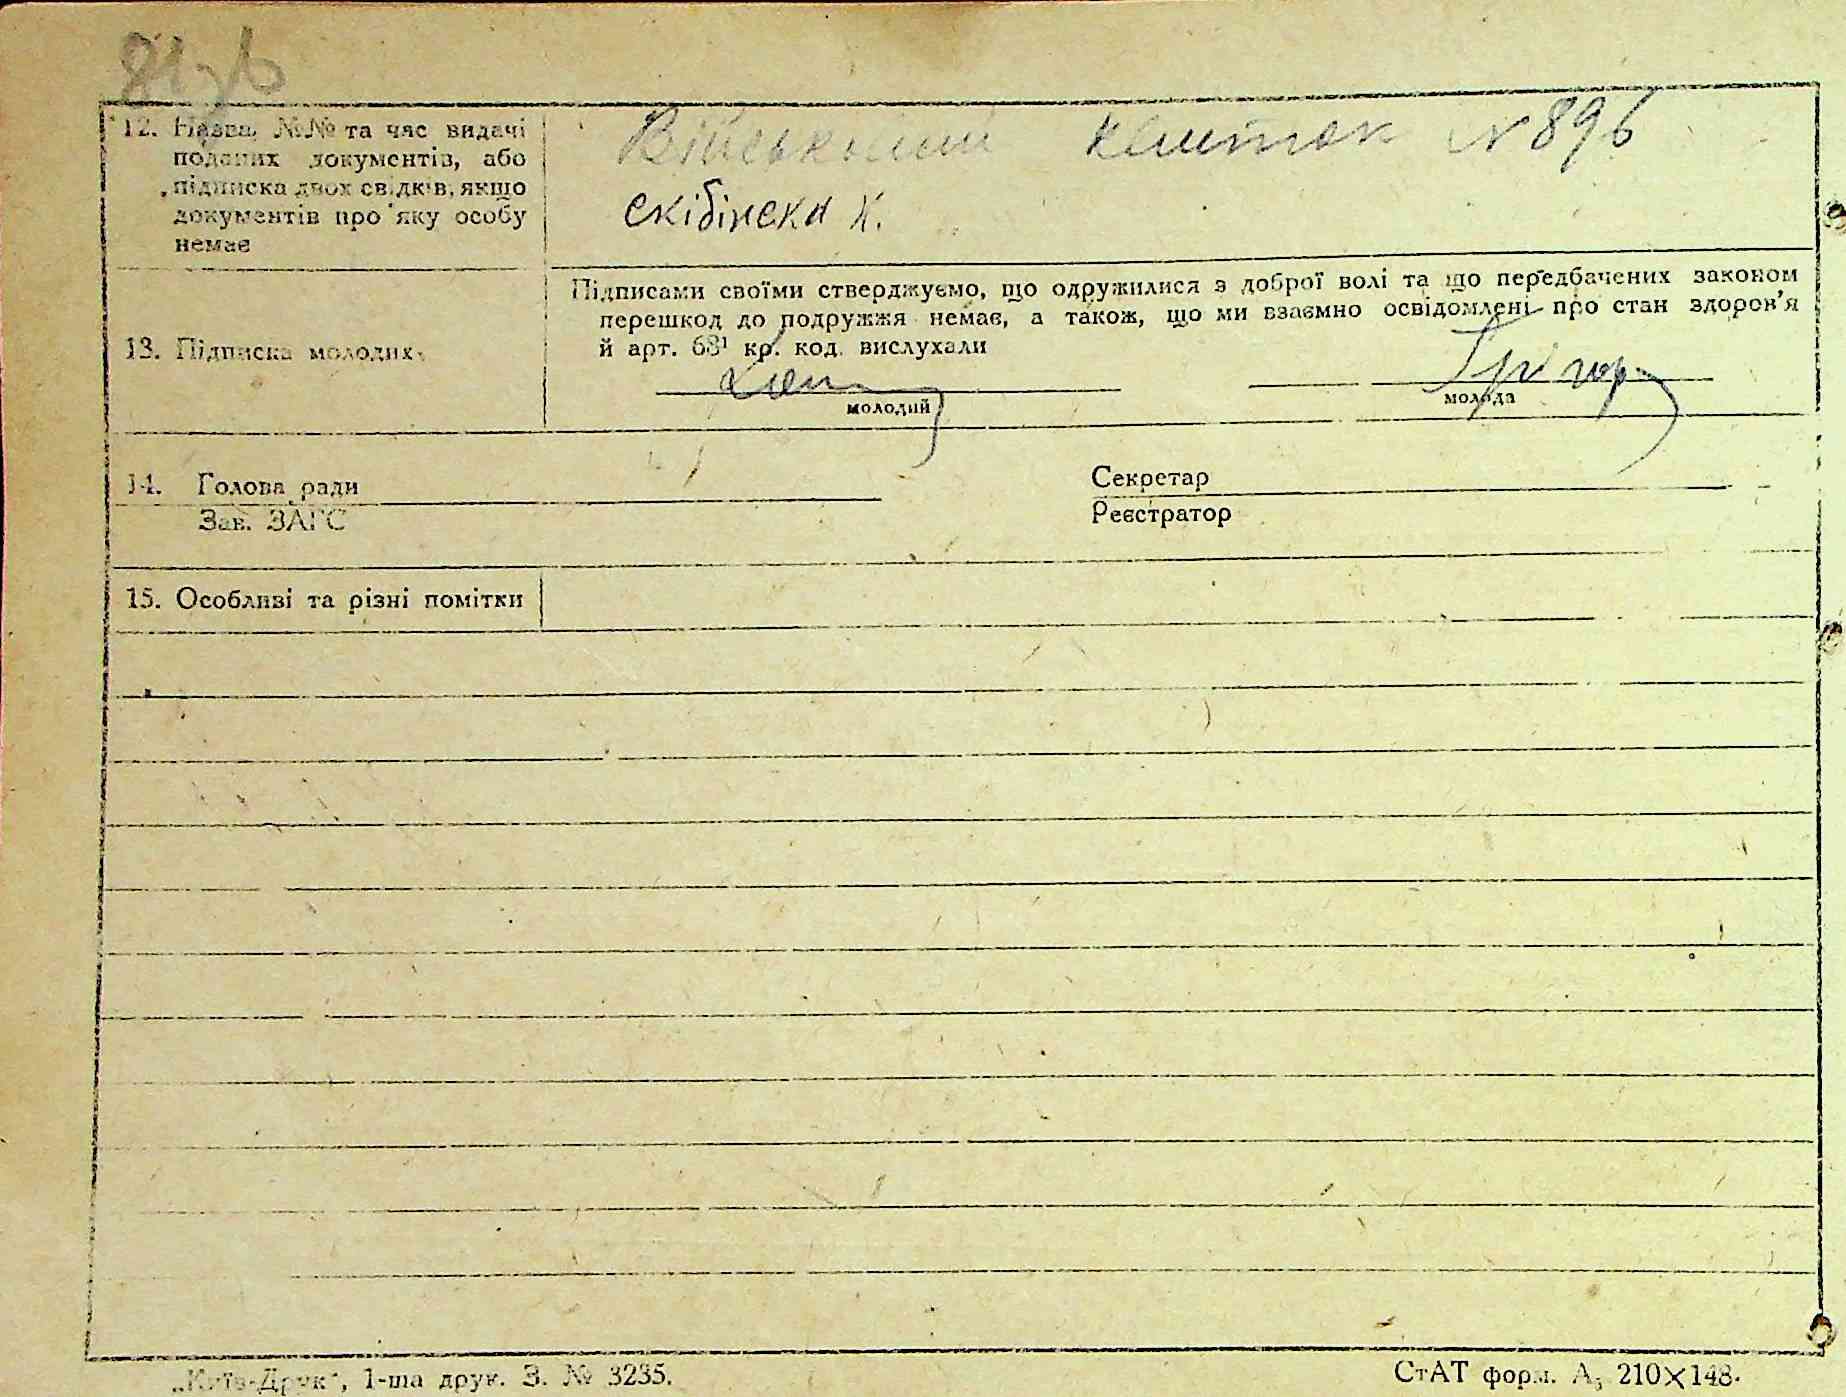 81зв
12. Назва, №№ та час видачі
поданих документів, або
підписка двох свідків, якщо
документів про яку особу
немає
Військовий квиток № 896
скібінска к.
13. Підписка молодих
Підписами своїми стверджуємо, що одружилися з доброї волі та що передбачених законом
перешкод до подружжя немає, а також, що ми взаємно освідомлені про стан здоров'я
й арт. 68¹ кр. код. вислухали
молодий
молода
14. Голова ради
Секретар
Зав. ЗАГС
Реєстратор
15. Особливі та різні помітки
„Київ-Друк", 1-ша друк. З. № 3235.
СтАТ форм. А₅ 210×148.